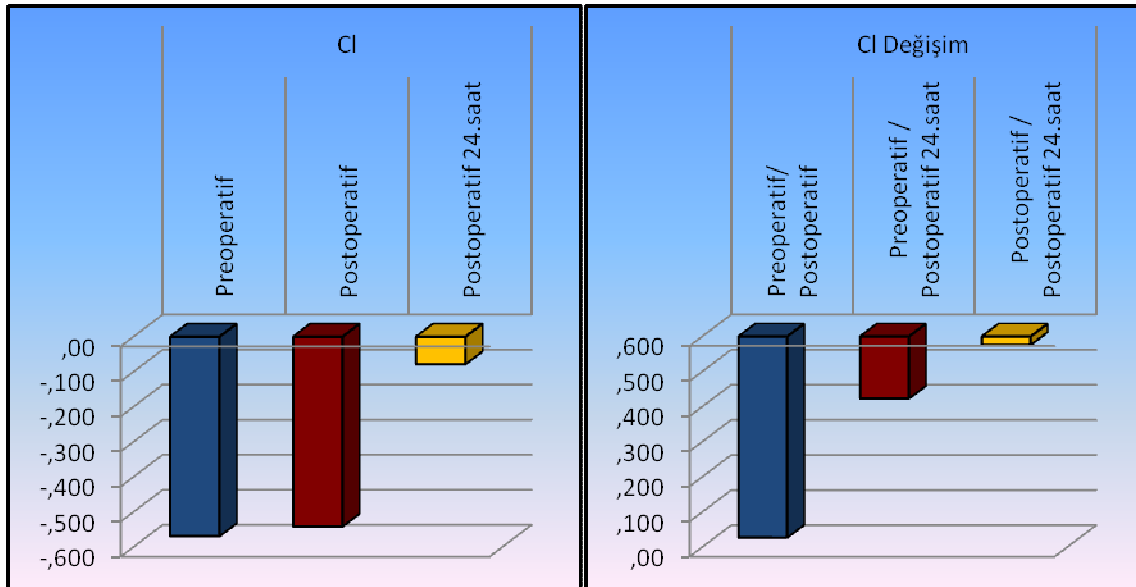 Cl
Preoperatif
Postoperatif
Postoperatif 24.saat
,00
-,100
-,200
-,300
-,400
-,500
-,600
Cl Değişim
Preoperatif/
Postoperatif
Preoperatif /
Postoperatif 24.saat
Postoperatif /
Postoperatif 24.saat
,600
,500
,400
,300
,200
,100
,00